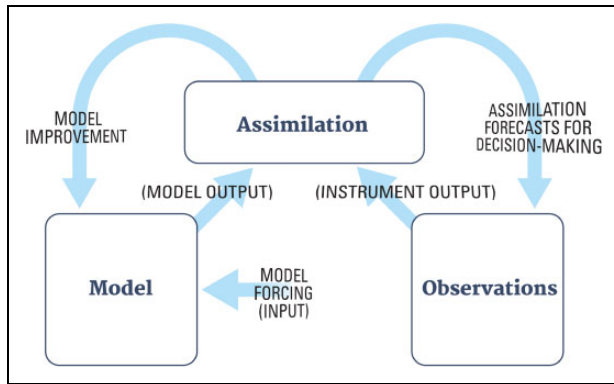 Assimilation
MODEL
IMPROVEMENT
ASSIMILATION
FORECASTS FOR
DECISION-MAKING
(MODEL OUTPUT)
(INSTRUMENT OUTPUT)
Model
MODEL
FORCING
(INPUT)
Observations